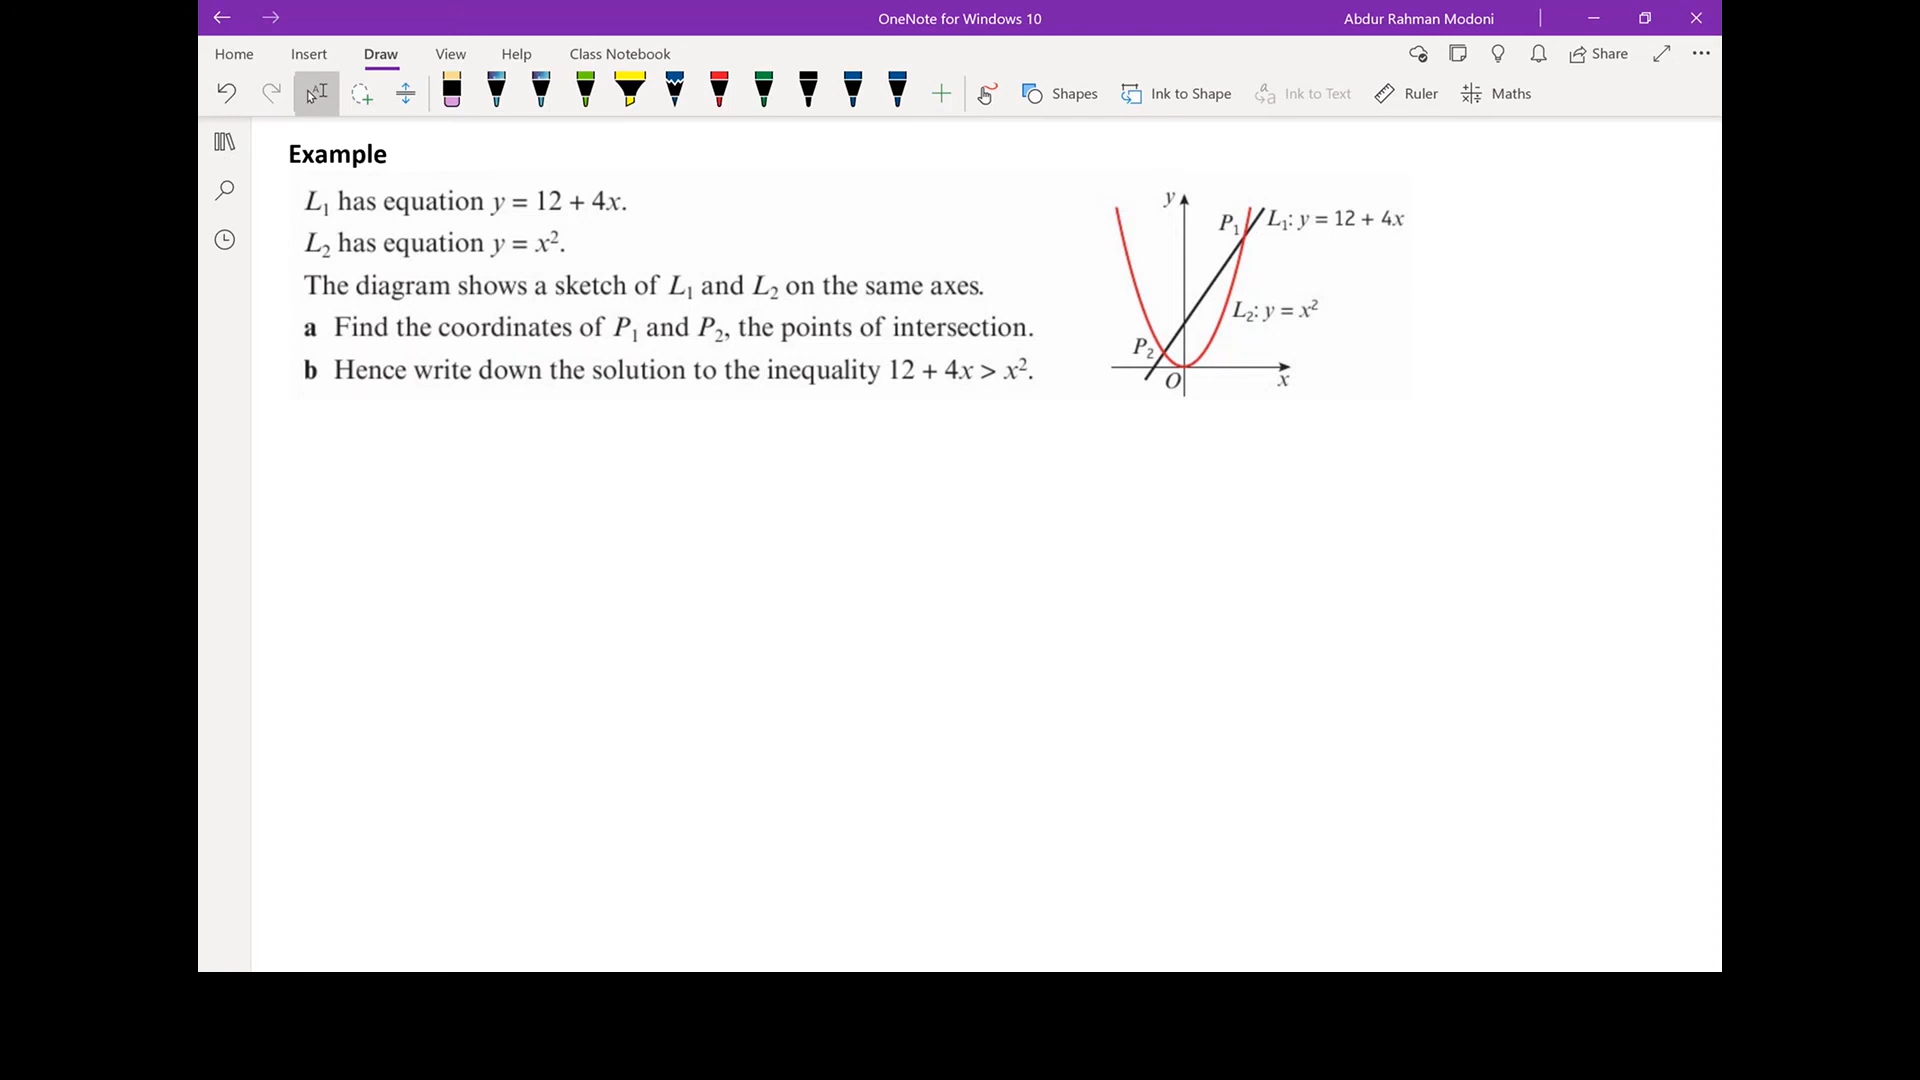 OneNote for Windows 10
Abdur Rahman Modoni
Home Insert Draw View Help Class Notebook
Share
Shapes Ink to Shape Ink to Text Ruler Maths
Example
L₁ has equation y = 12 + 4x.
L₂ has equation y = x².
The diagram shows a sketch of L₁ and L₂ on the same axes.
a Find the coordinates of P₁ and P₂, the points of intersection.
b Hence write down the solution to the inequality 12 + 4x > x².
y
P₁
L₁: y = 12 + 4x
L₂: y = x²
P₂
O
x